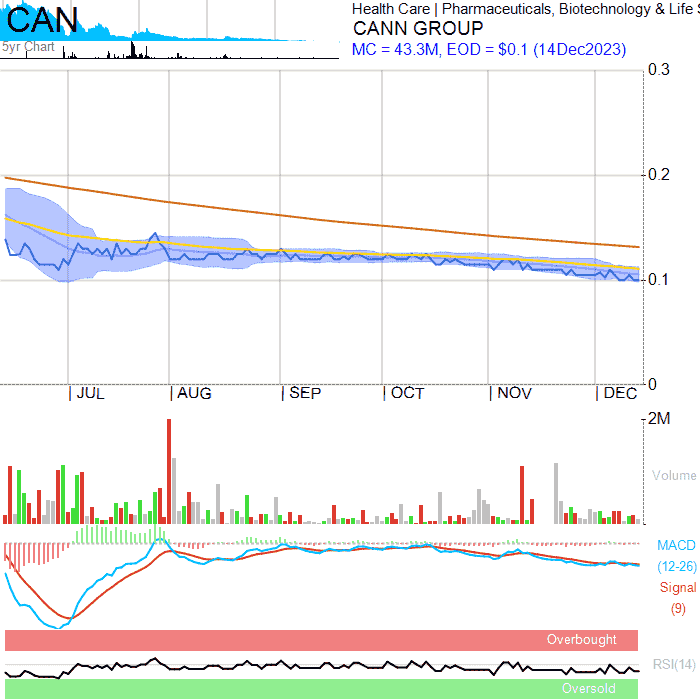 CAN
Health Care | Pharmaceuticals, Biotechnology & Life S
CANN GROUP
5yr Chart
MC = 43.3M, EOD = $0.1 (14Dec2023)
0.3
0.2
0.1
0
| JUL | AUG | SEP | OCT | NOV | DEC
2M
Volume
MACD
(12-26)
Signal
(9)
Overbought
RSI(14)
Oversold